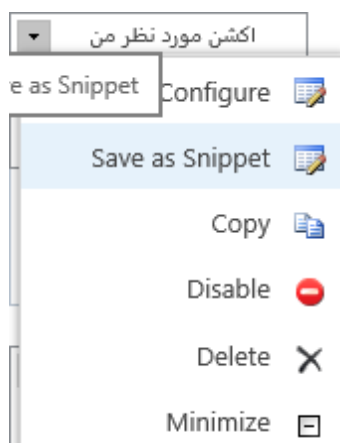 اکشن مورد نظر من
e as Snippet
Configure
Save as Snippet
Copy
Disable
Delete
Minimize